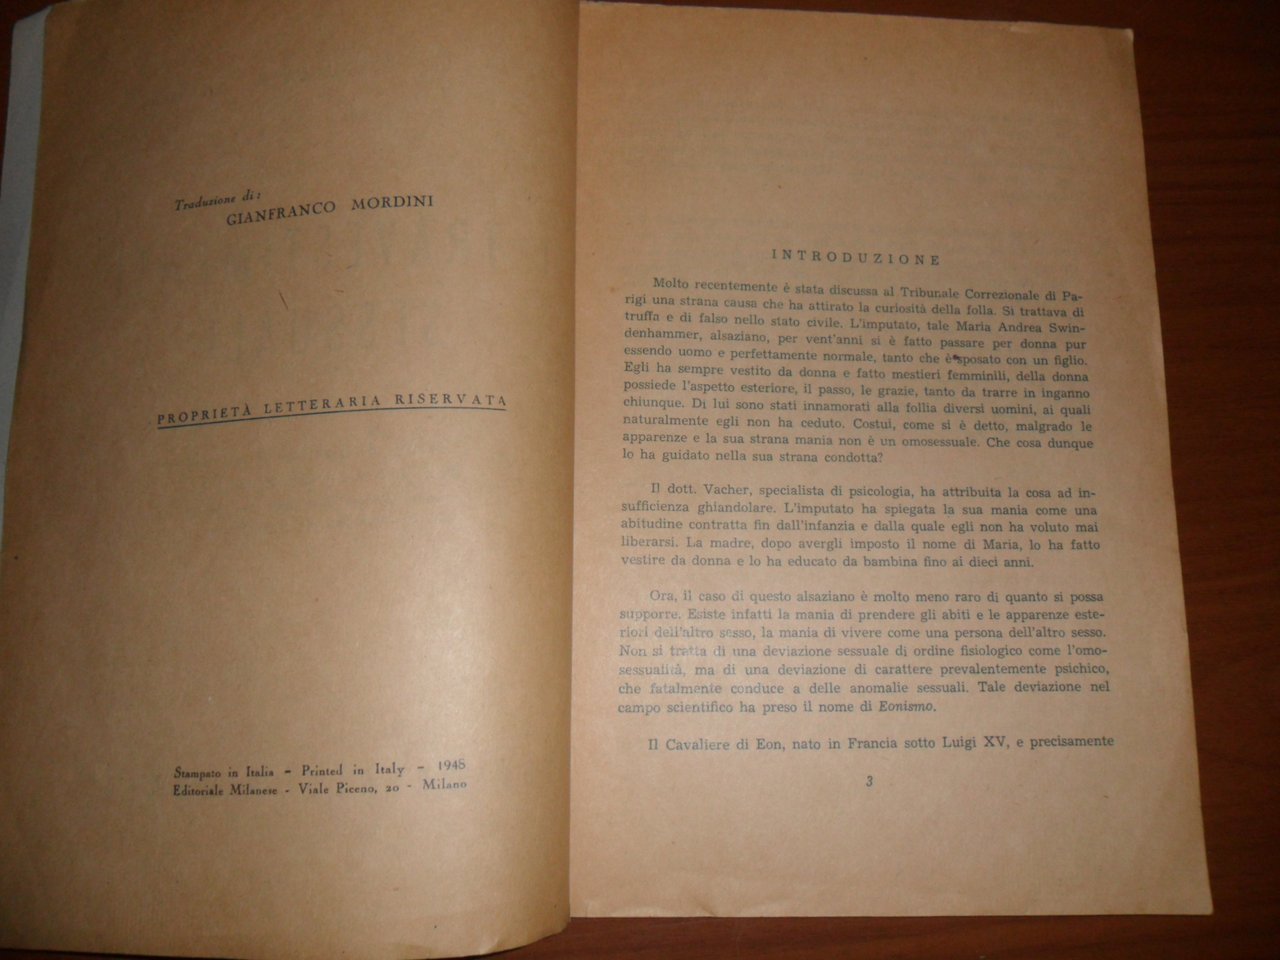 Traduzione di:
GIANFRANCO MORDINI
PROPRIETÀ LETTERARIA RISERVATA
Stampato in Italia - Printed in Italy - 1948
Editoriale Milanese - Viale Piceno, 20 - Milano
INTRODUZIONE
Molto recentemente è stata discussa al Tribunale Correzionale di Pa-
rigi una strana causa che ha attirato la curiosità della folla. Si trattava di
truffa e di falso nello stato civile. L'imputato, tale Maria Andrea Swin-
denhammer, alsaziano, per vent'anni si è fatto passare per donna pur
essendo uomo e perfettamente normale, tanto che è sposato con un figlio.
Egli ha sempre vestito da donna e fatto mestieri femminili, della donna
possiede l'aspetto esteriore, il passo, le grazie, tanto da trarre in inganno
chiunque. Di lui sono stati innamorati alla follia diversi uomini, ai quali
naturalmente egli non ha ceduto. Costui, come si è detto, malgrado le
apparenze e la sua strana mania non è un omosessuale. Che cosa dunque
lo ha guidato nella sua strana condotta?
Il dott. Vacher, specialista di psicologia, ha attribuita la cosa ad in-
sufficienza ghiandolare. L'imputato ha spiegata la sua mania come una
abitudine contratta fin dall'infanzia e dalla quale egli non ha voluto mai
liberarsi. La madre, dopo avergli imposto il nome di Maria, lo ha fatto
vestire da donna e lo ha educato da bambina fino ai dieci anni.
Ora, il caso di questo alsaziano è molto meno raro di quanto si possa
supporre. Esiste infatti la mania di prendere gli abiti e le apparenze este-
riori dell'altro sesso, la mania di vivere come una persona dell'altro sesso.
Non si tratta di una deviazione sessuale di ordine fisiologico come l'omo-
sessualità, ma di una deviazione di carattere prevalentemente psichico,
che fatalmente conduce a delle anomalie sessuali. Tale deviazione nel
campo scientifico ha preso il nome di Eonismo.
Il Cavaliere di Eon, nato in Francia sotto Luigi XV, e precisamente
3